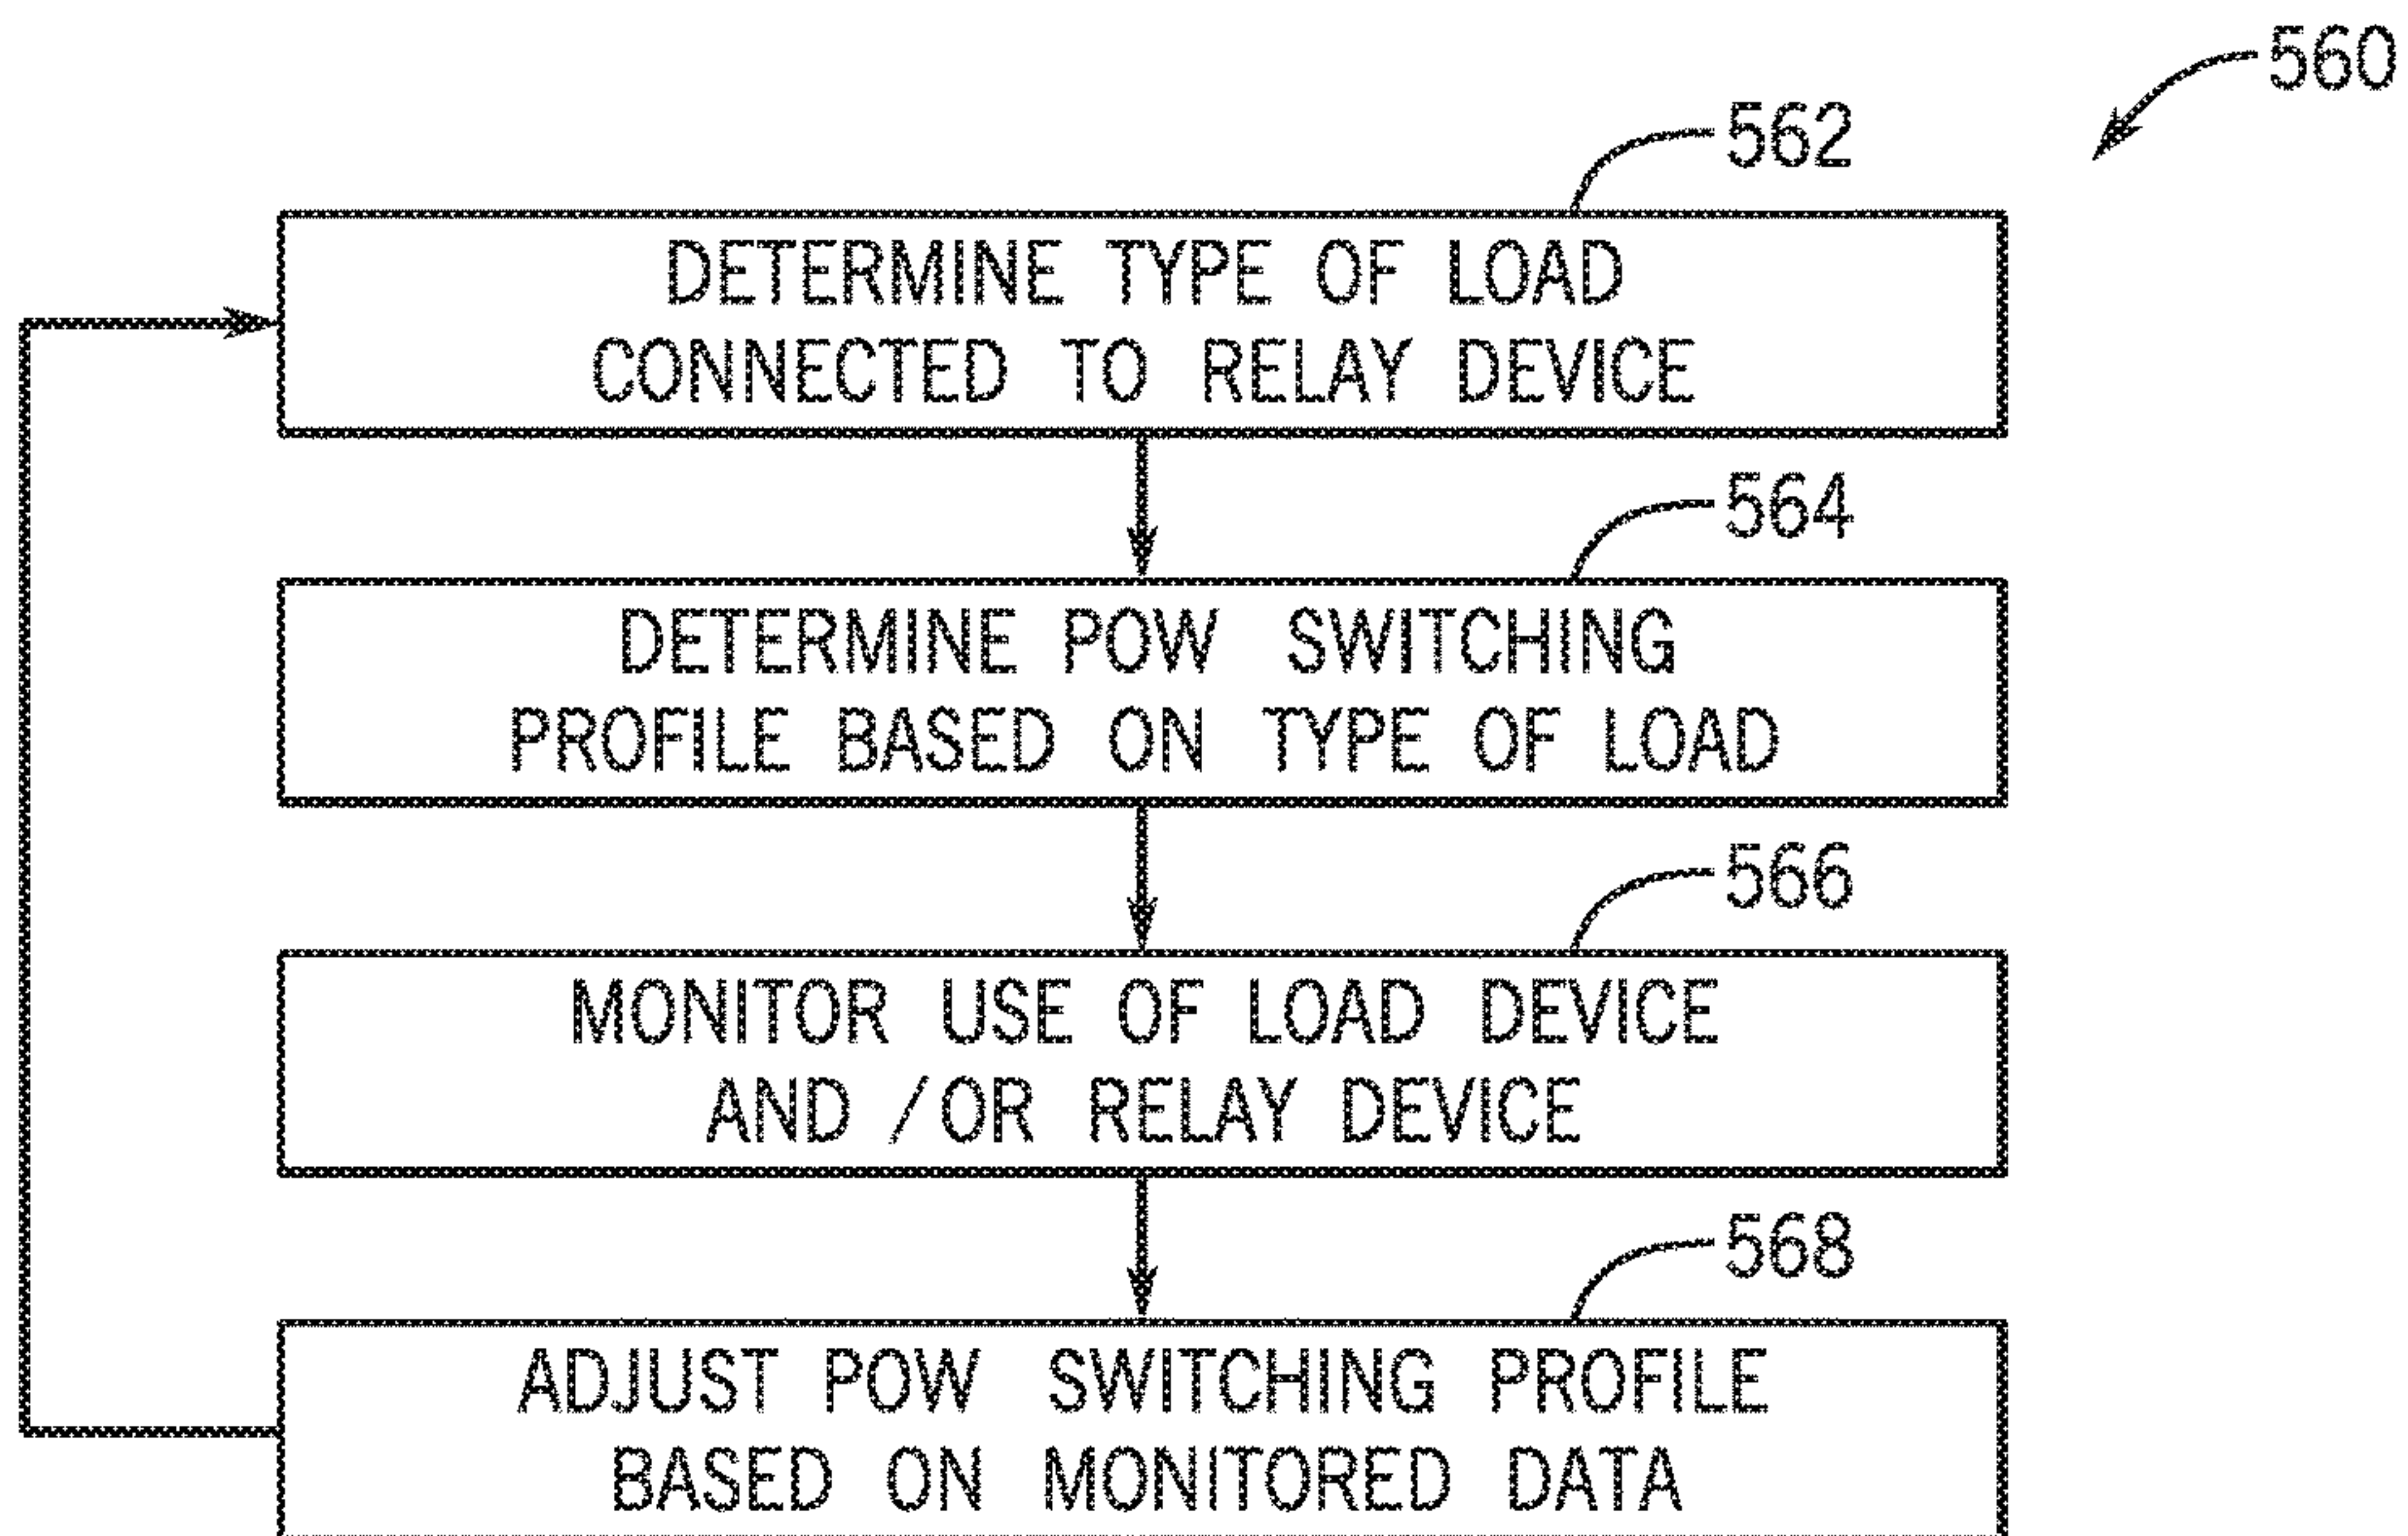 560
562
DETERMINE TYPE OF LOAD
CONNECTED TO RELAY DEVICE
564
DETERMINE POW SWITCHING
PROFILE BASED ON TYPE OF LOAD
566
MONITOR USE OF LOAD DEVICE
AND /OR RELAY DEVICE
568
ADJUST POW SWITCHING PROFILE
BASED ON MONITORED DATA